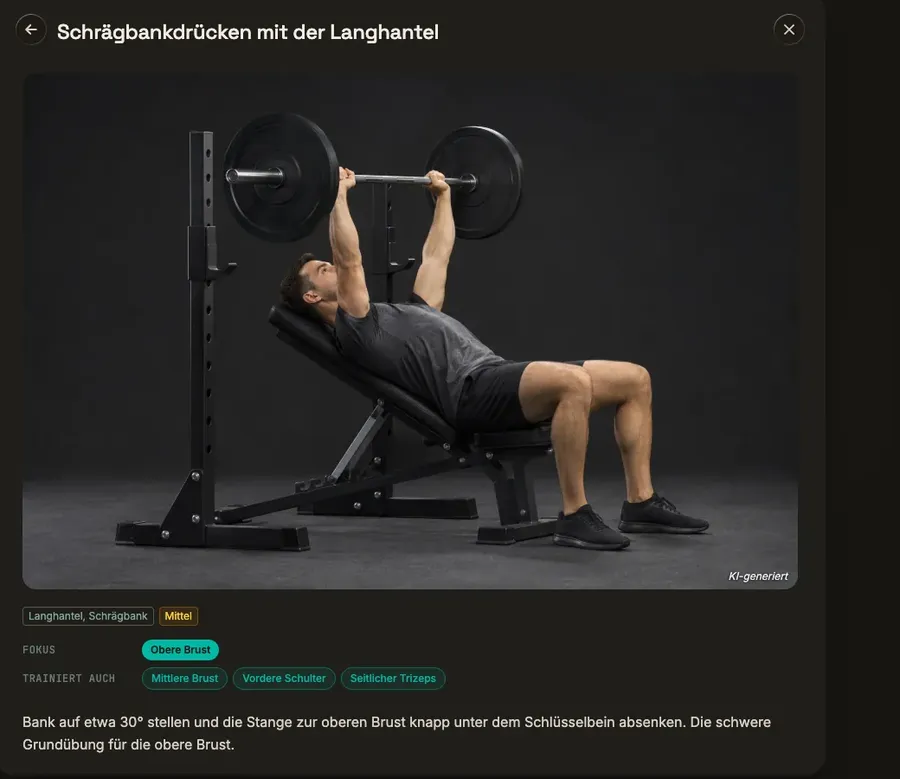 Schrägbankdrücken mit der Langhantel
KI-generiert
Langhantel, Schrägbank
Mittel
FOKUS
Obere Brust
TRAINIERT AUCH
Mittlere Brust
Vordere Schulter
Seitlicher Trizeps
Bank auf etwa 30° stellen und die Stange zur oberen Brust knapp unter dem Schlüsselbein absenken. Die schwere
Grundübung für die obere Brust.